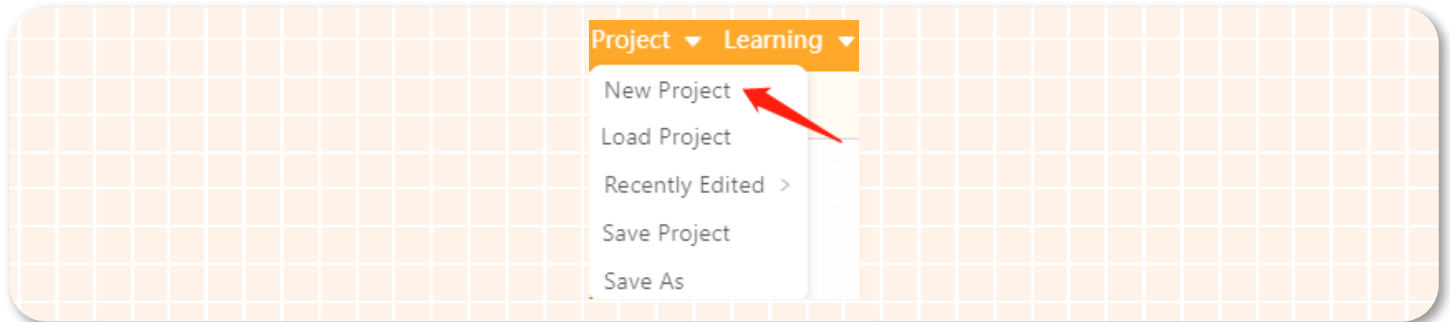 Project Learning
New Project
Load Project
Recently Edited >
Save Project
Save As